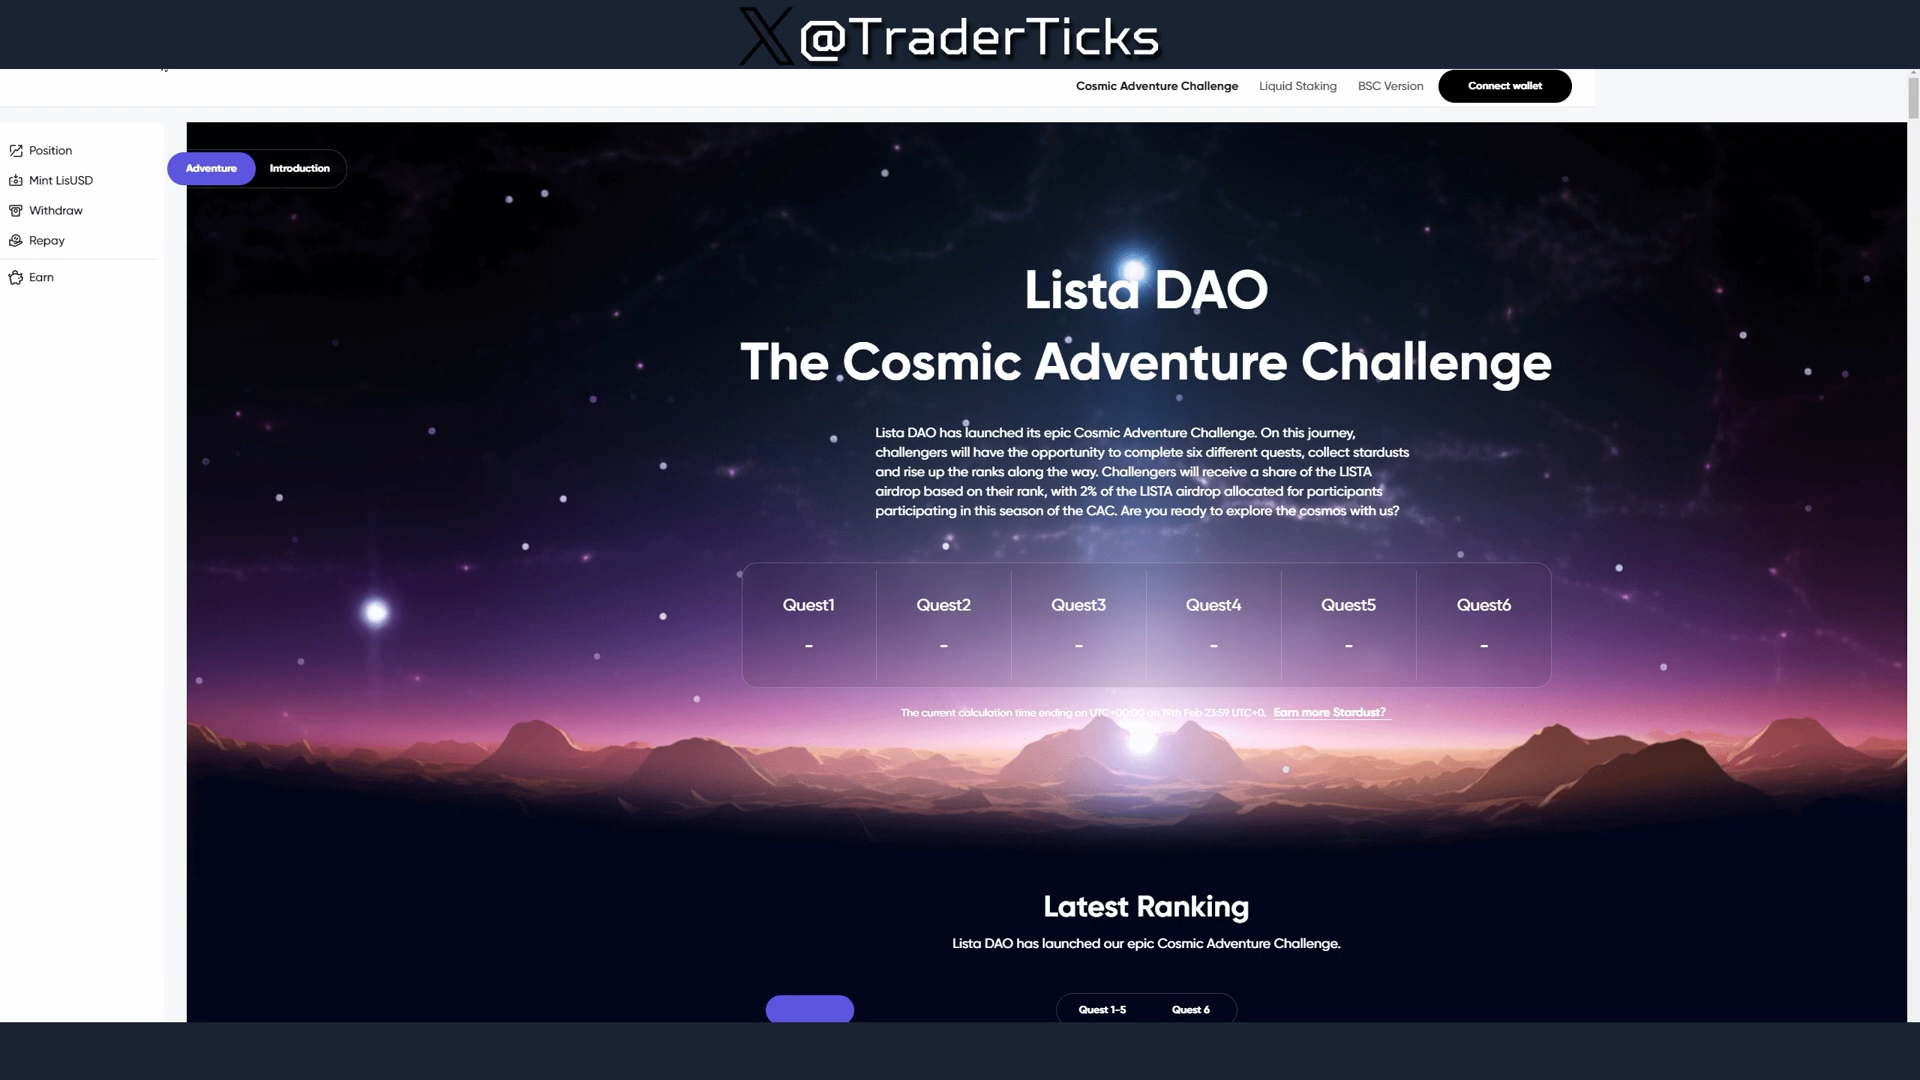 X @TraderTicks
Cosmic Adventure Challenge Liquid Staking BSC Version Connect wallet
Position
Mint LisUSD
Withdraw
Repay
Earn
Adventure Introduction
Lista DAO
The Cosmic Adventure Challenge
Lista DAO has launched its epic Cosmic Adventure Challenge. On this journey,
challengers will have the opportunity to complete six different quests, collect stardusts
and rise up the ranks along the way. Challengers will receive a share of the LISTA
airdrop based on their rank, with 2% of the LISTA airdrop allocated for participants
participating in this season of the CAC. Are you ready to explore the cosmos with us?
Quest1 Quest2 Quest3 Quest4 Quest5 Quest6
- - - - - -
The current calculation time ending on UTC+00:00 on 19th Feb 23:59 UTC+0. Earn more Stardust?
Latest Ranking
Lista DAO has launched our epic Cosmic Adventure Challenge.
Quest 1-5 Quest 6